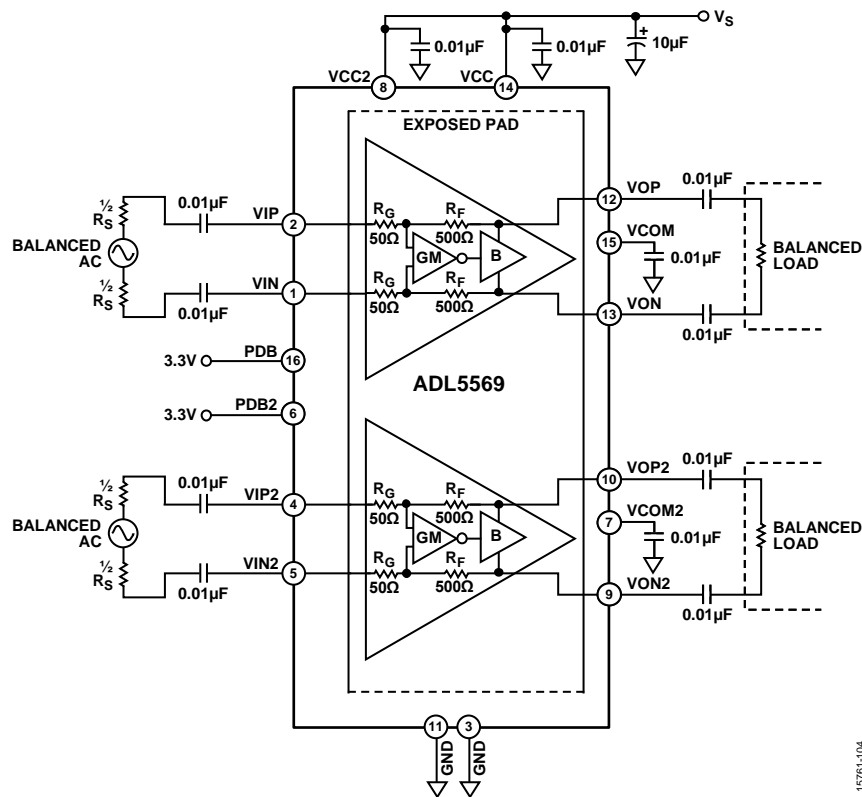 VS
0.01µF
0.01µF
10µF
VCC2
VCC
8
14
EXPOSED PAD
½
RS
BALANCED
AC
½
RS
0.01µF
VIP
2
VIN
1
0.01µF
RG
50Ω
RF
500Ω
GM
B
RG
50Ω
RF
500Ω
12
VOP
0.01µF
15
VCOM
0.01µF
BALANCED
LOAD
13
VON
0.01µF
3.3V
PDB
16
3.3V
PDB2
6
ADL5569
½
RS
BALANCED
AC
½
RS
0.01µF
VIP2
4
VIN2
5
0.01µF
RG
50Ω
RF
500Ω
GM
B
RG
50Ω
RF
500Ω
10
VOP2
0.01µF
7
VCOM2
0.01µF
BALANCED
LOAD
9
VON2
0.01µF
11
3
GND
GND
15761-104